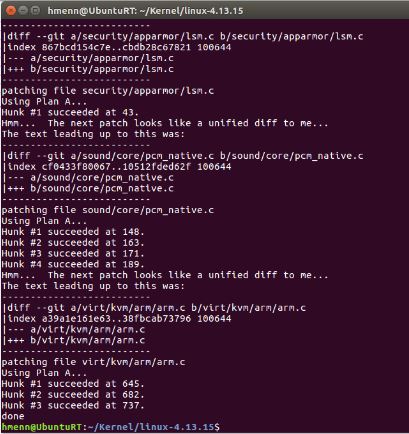 hmenn@UbuntuRT: ~/Kernel/linux-4.13.15
--------------------------
|diff --git a/security/apparmor/lsm.c b/security/apparmor/lsm.c
|index 867bcd154c7e..cbdb28c67821 100644
|--- a/security/apparmor/lsm.c
|+++ b/security/apparmor/lsm.c
--------------------------
patching file security/apparmor/lsm.c
Using Plan A...
Hunk #1 succeeded at 43.
Hmm...  The next patch looks like a unified diff to me...
The text leading up to this was:
--------------------------
|diff --git a/sound/core/pcm_native.c b/sound/core/pcm_native.c
|index cf0433f80067..10512fded62f 100644
|--- a/sound/core/pcm_native.c
|+++ b/sound/core/pcm_native.c
--------------------------
patching file sound/core/pcm_native.c
Using Plan A...
Hunk #1 succeeded at 148.
Hunk #2 succeeded at 163.
Hunk #3 succeeded at 171.
Hunk #4 succeeded at 189.
Hmm...  The next patch looks like a unified diff to me...
The text leading up to this was:
--------------------------
|diff --git a/virt/kvm/arm/arm.c b/virt/kvm/arm/arm.c
|index a39a1e161e63..38fbcab73796 100644
|--- a/virt/kvm/arm/arm.c
|+++ b/virt/kvm/arm/arm.c
--------------------------
patching file virt/kvm/arm/arm.c
Using Plan A...
Hunk #1 succeeded at 645.
Hunk #2 succeeded at 682.
Hunk #3 succeeded at 737.
done
hmenn@UbuntuRT:~/Kernel/linux-4.13.15$